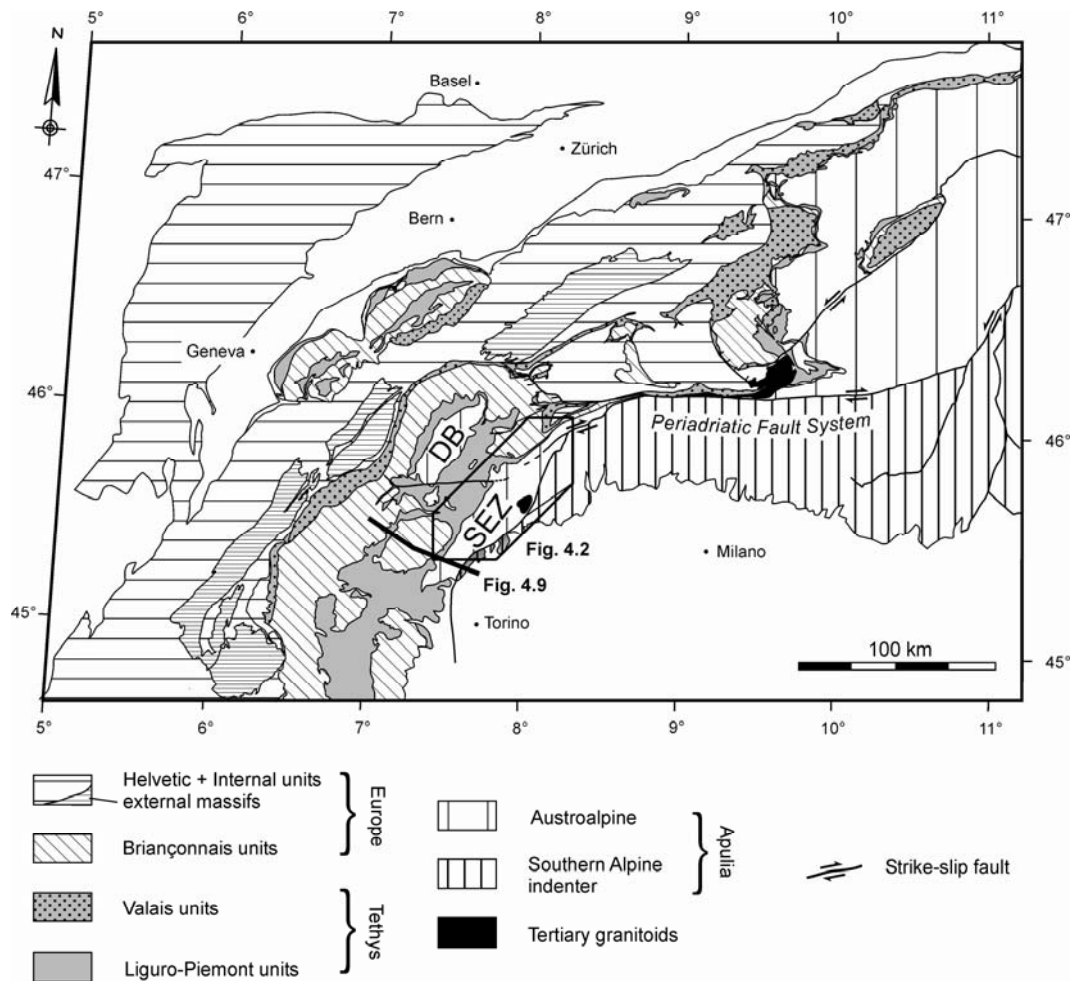 5° 6° 7° 8° 9° 10° 11°
N
Basel
Zürich
47°
Bern
47°
Geneva
46°
Periadriatic Fault System
46°
DB
SEZ
Milano
Fig. 4.2
Fig. 4.9
45°
Torino
100 km
45°
5° 6° 7° 8° 9° 10° 11°
Helvetic + Internal units
external massifs
Europe
Briançonnais units
Valais units
Tethys
Liguro-Piemont units
Austroalpine
Apulia
Southern Alpine
indenter
Tertiary granitoids
Strike-slip fault